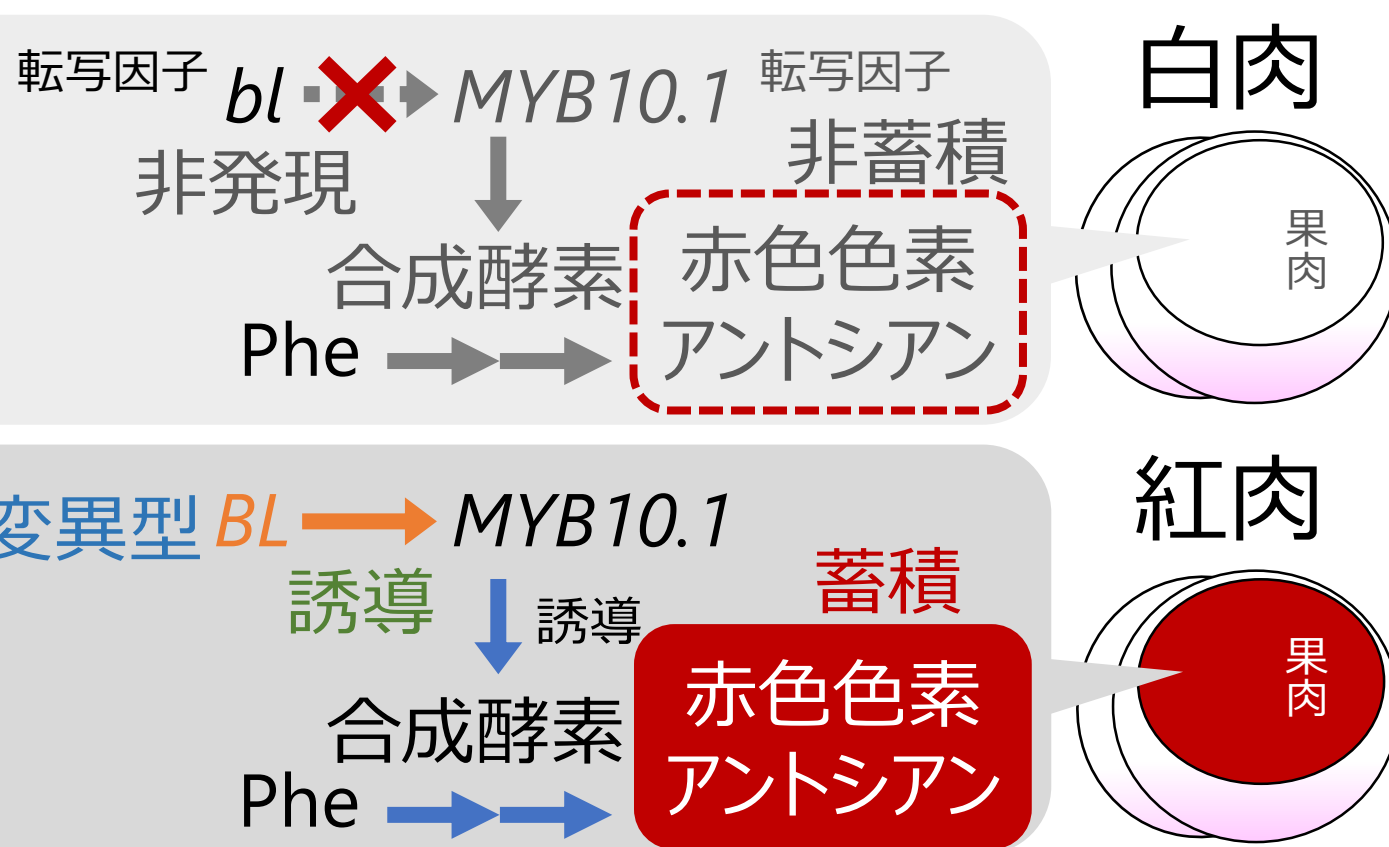 転写因子 bl MYB10.1 転写因子
非発現
非蓄積
合成酵素
Phe
赤色色素
アントシアン
白肉
果肉
変異型 BL MYB10.1
誘導
誘導
蓄積
合成酵素
Phe
赤色色素
アントシアン
紅肉
果肉